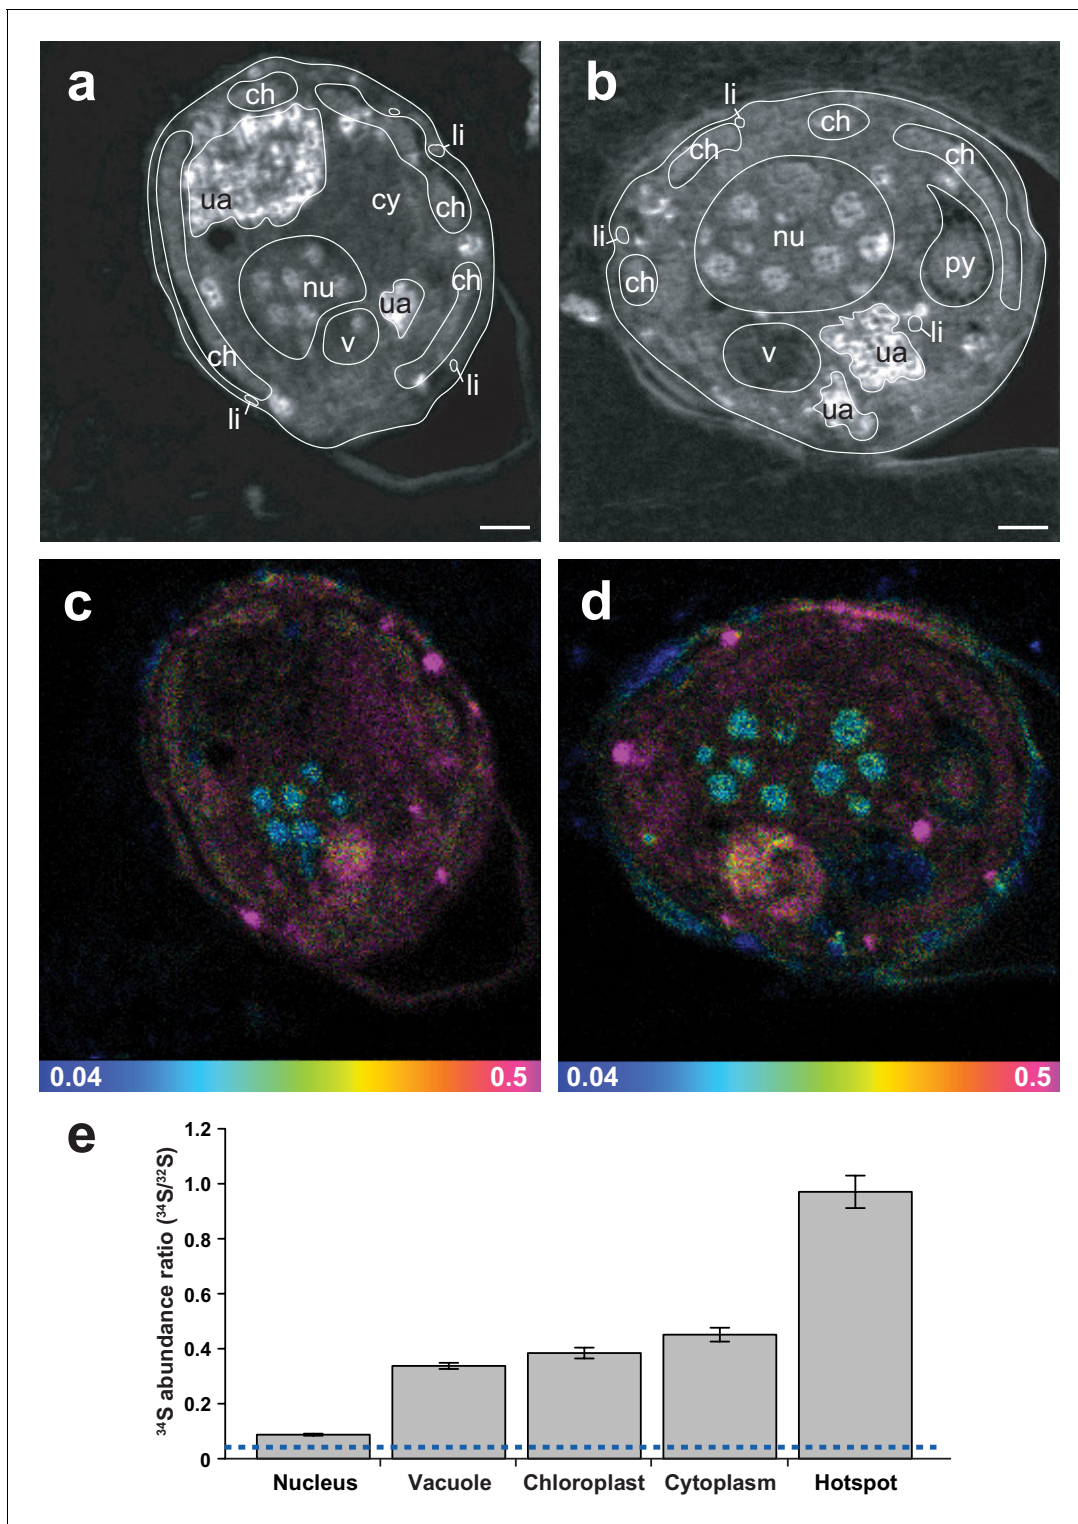 a
ch
li
ua
cy
ch
nu
ua
ch
v
ch
li
li
b
li
ch
ch
ch
li
nu
py
ch
li
v
ua
ua
c
0.04 0.5
d
0.04 0.5
e
³⁴S abundance ratio (³⁴S/³²S)
1.2
1.0
0.8
0.6
0.4
0.2
0
Nucleus Vacuole Chloroplast Cytoplasm Hotspot